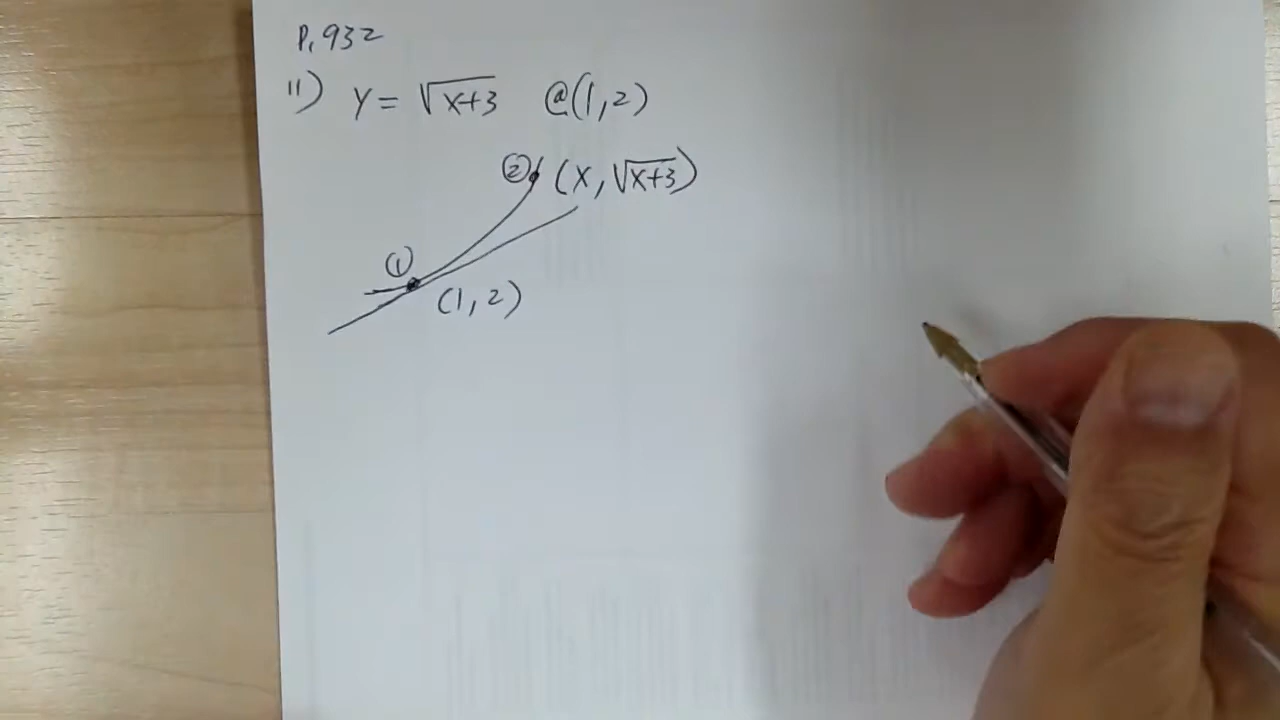 P. 932
11) y = √x+3 @(1,2)
② (x, √x+3)
①
(1,2)